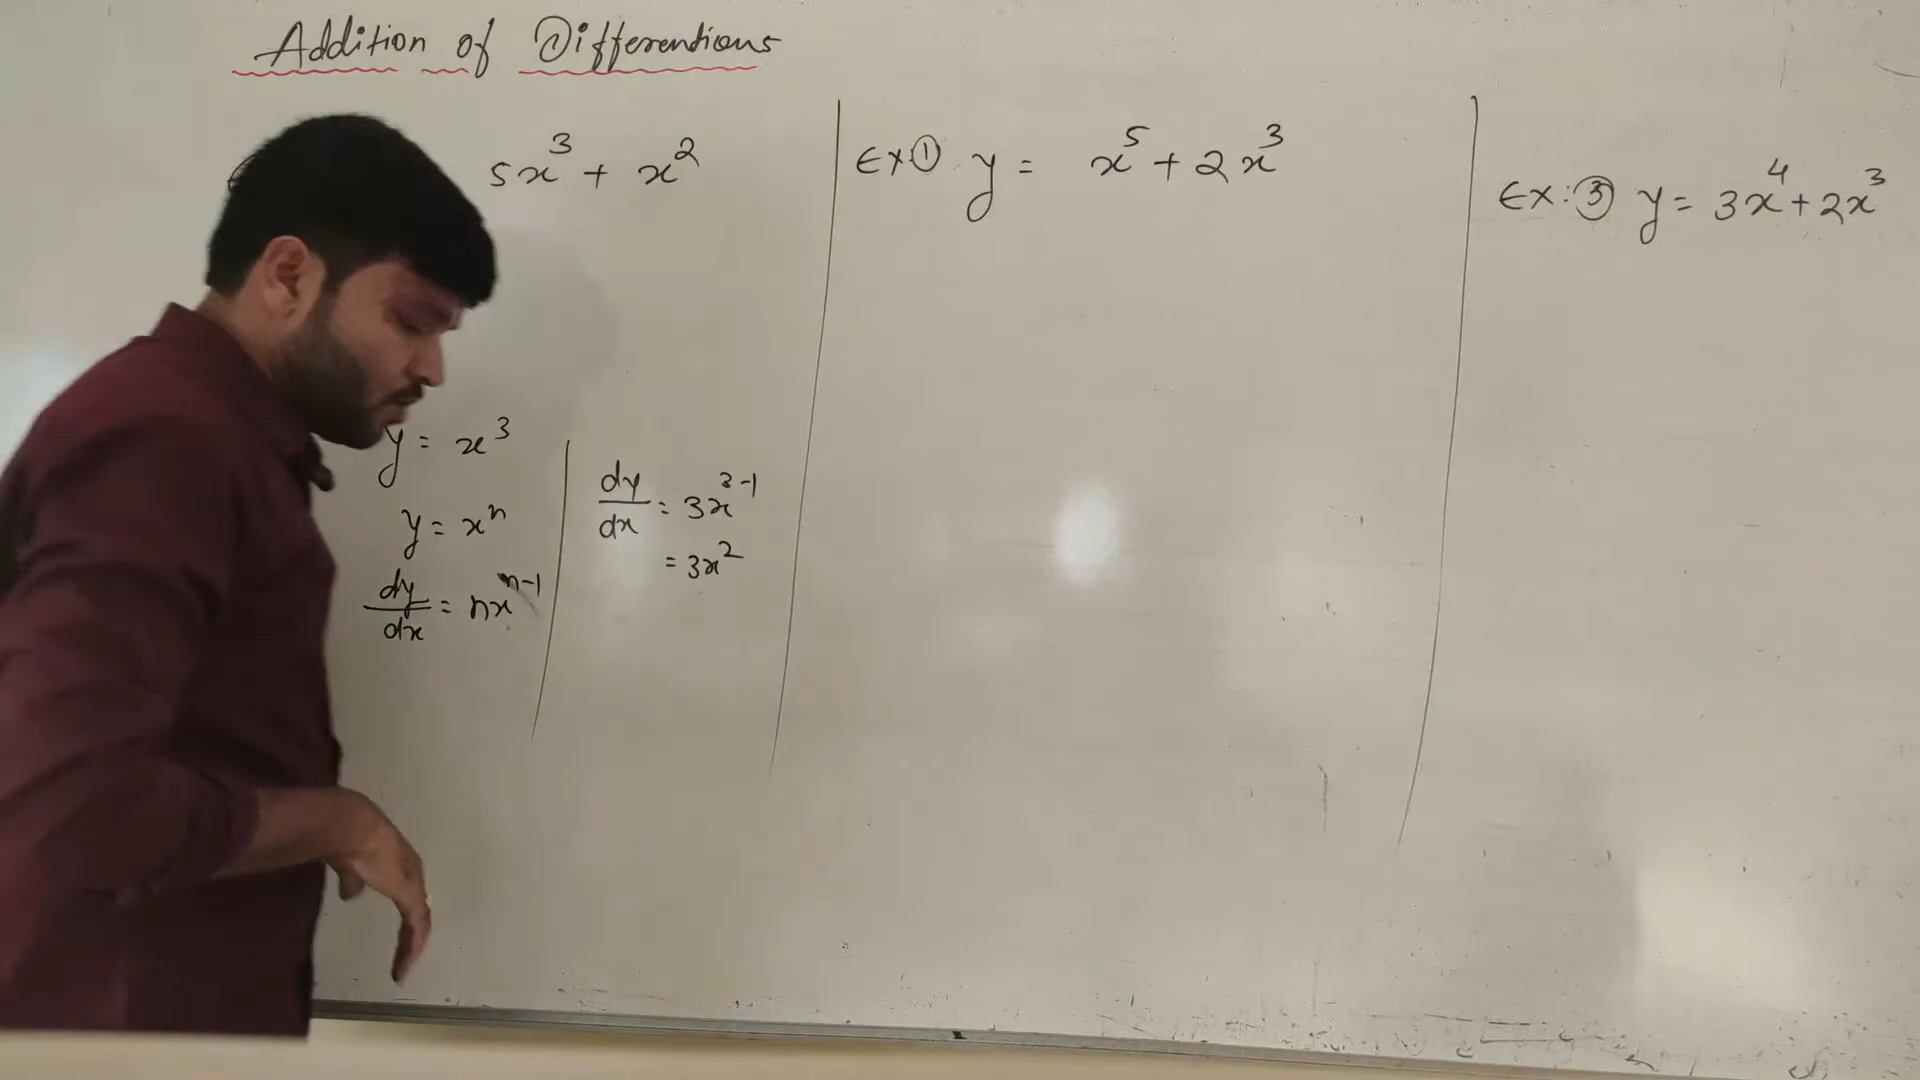 Addition of Differentions
5x³ + x²
y = x³
y = xⁿ
dy/dx = nxⁿ⁻¹
dy/dx = 3x³⁻¹
= 3x²
Ex① y = x⁵ + 2x³
Ex:③ y = 3x⁴ + 2x³